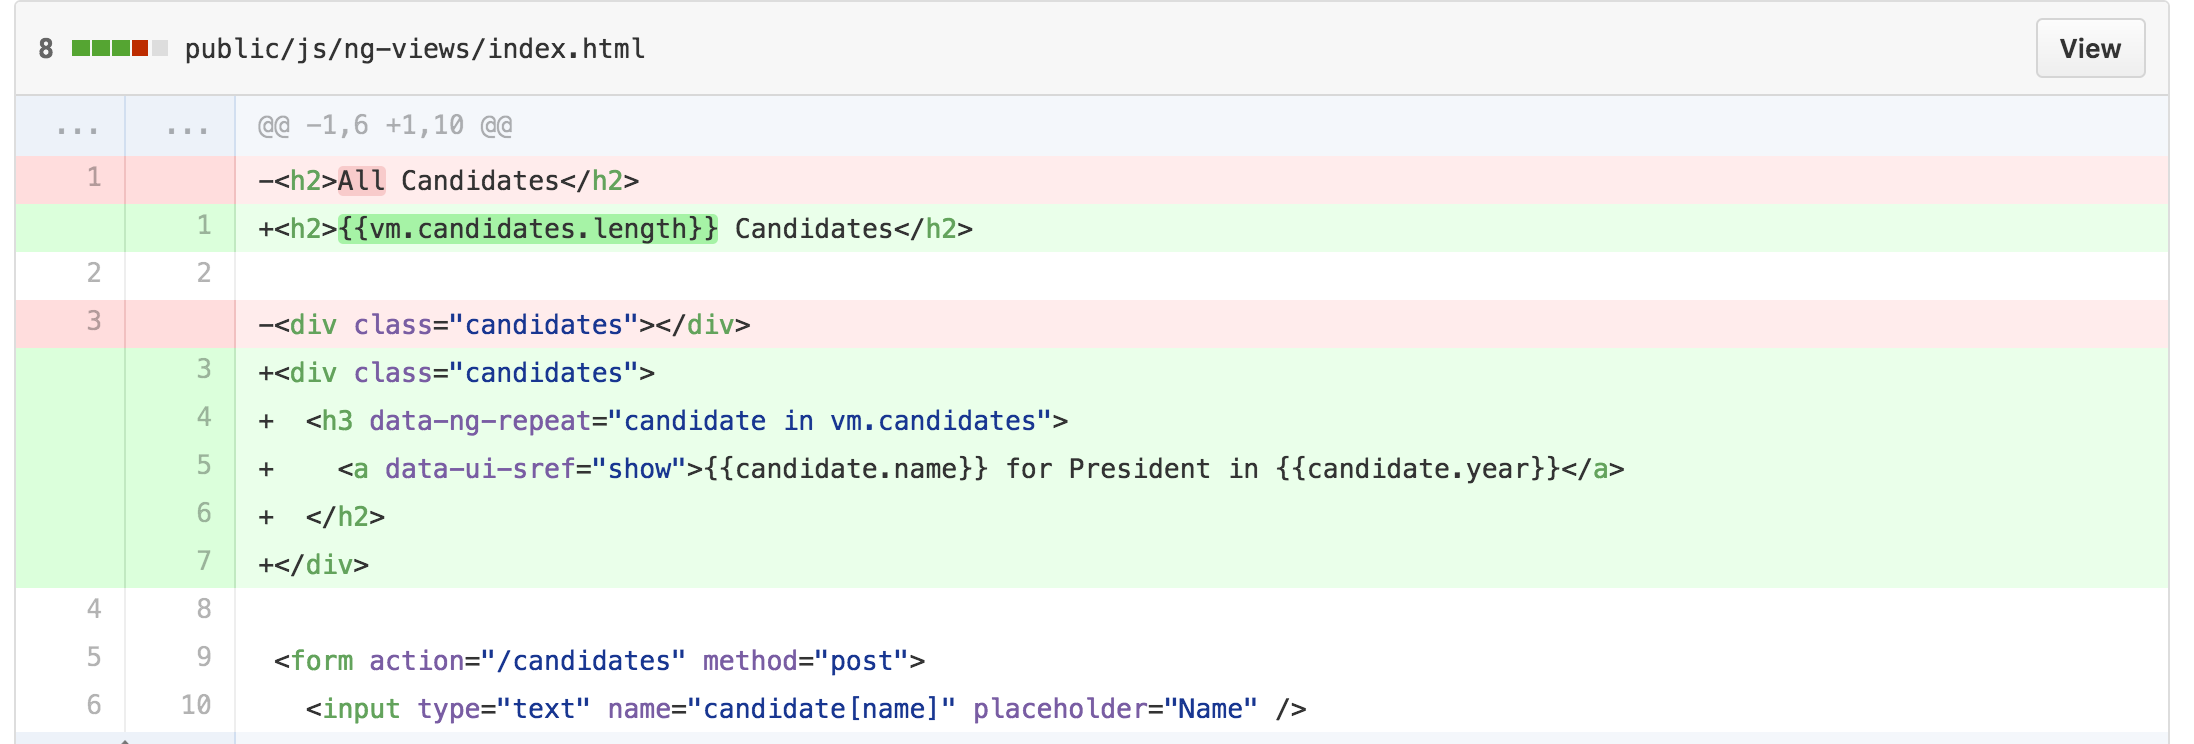 8 public/js/ng-views/index.html View
... ... @@ -1,6 +1,10 @@
1 -<h2>All Candidates</h2>
1 +<h2>{{vm.candidates.length}} Candidates</h2>
2 2
3 -<div class="candidates"></div>
3 +<div class="candidates">
4 +  <h3 data-ng-repeat="candidate in vm.candidates">
5 +    <a data-ui-sref="show">{{candidate.name}} for President in {{candidate.year}}</a>
6 +  </h2>
7 +</div>
4 8
5 9 <form action="/candidates" method="post">
6 10   <input type="text" name="candidate[name]" placeholder="Name" />